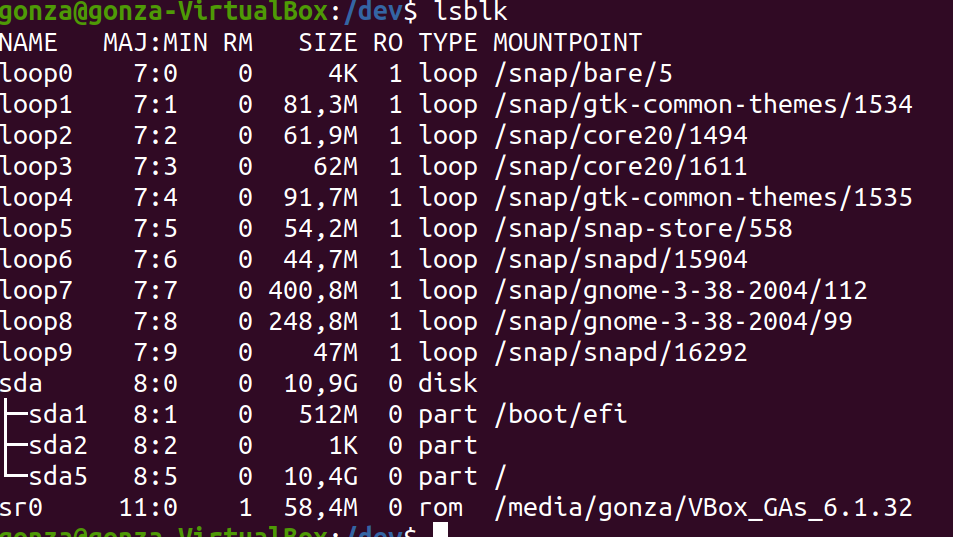 gonza@gonza-VirtualBox:/dev$ lsblk
NAME   MAJ:MIN RM   SIZE RO TYPE MOUNTPOINT
loop0    7:0    0     4K  1 loop /snap/bare/5
loop1    7:1    0  81,3M  1 loop /snap/gtk-common-themes/1534
loop2    7:2    0  61,9M  1 loop /snap/core20/1494
loop3    7:3    0    62M  1 loop /snap/core20/1611
loop4    7:4    0  91,7M  1 loop /snap/gtk-common-themes/1535
loop5    7:5    0  54,2M  1 loop /snap/snap-store/558
loop6    7:6    0  44,7M  1 loop /snap/snapd/15904
loop7    7:7    0 400,8M  1 loop /snap/gnome-3-38-2004/112
loop8    7:8    0 248,8M  1 loop /snap/gnome-3-38-2004/99
loop9    7:9    0    47M  1 loop /snap/snapd/16292
sda      8:0    0  10,9G  0 disk
├─sda1   8:1    0   512M  0 part /boot/efi
├─sda2   8:2    0     1K  0 part
└─sda5   8:5    0  10,4G  0 part /
sr0     11:0    1  58,4M  0 rom  /media/gonza/VBox_GAs_6.1.32
gonza@gonza-VirtualBox:/dev$